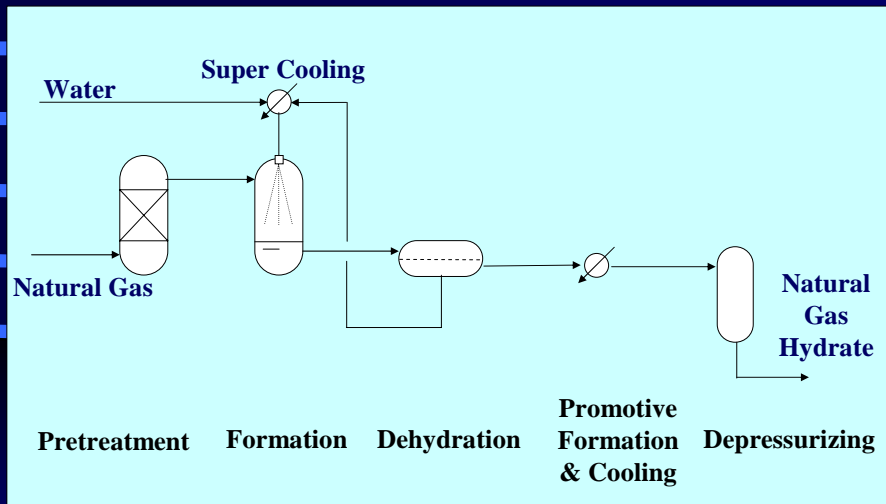 Super Cooling
Water
Natural Gas
Natural
Gas
Hydrate
Pretreatment
Formation
Dehydration
Promotive
Formation
& Cooling
Depressurizing